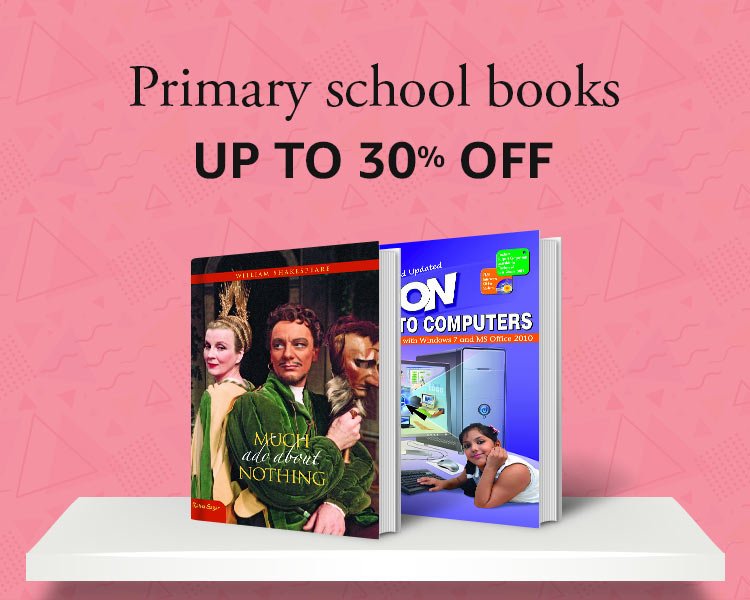 Primary school books
UP TO 30% OFF
WILLIAM SHAKESPEARE
MUCH
ado about
NOTHING
Updated
ON
TO COMPUTERS
with Windows 7 and MS Office 2010